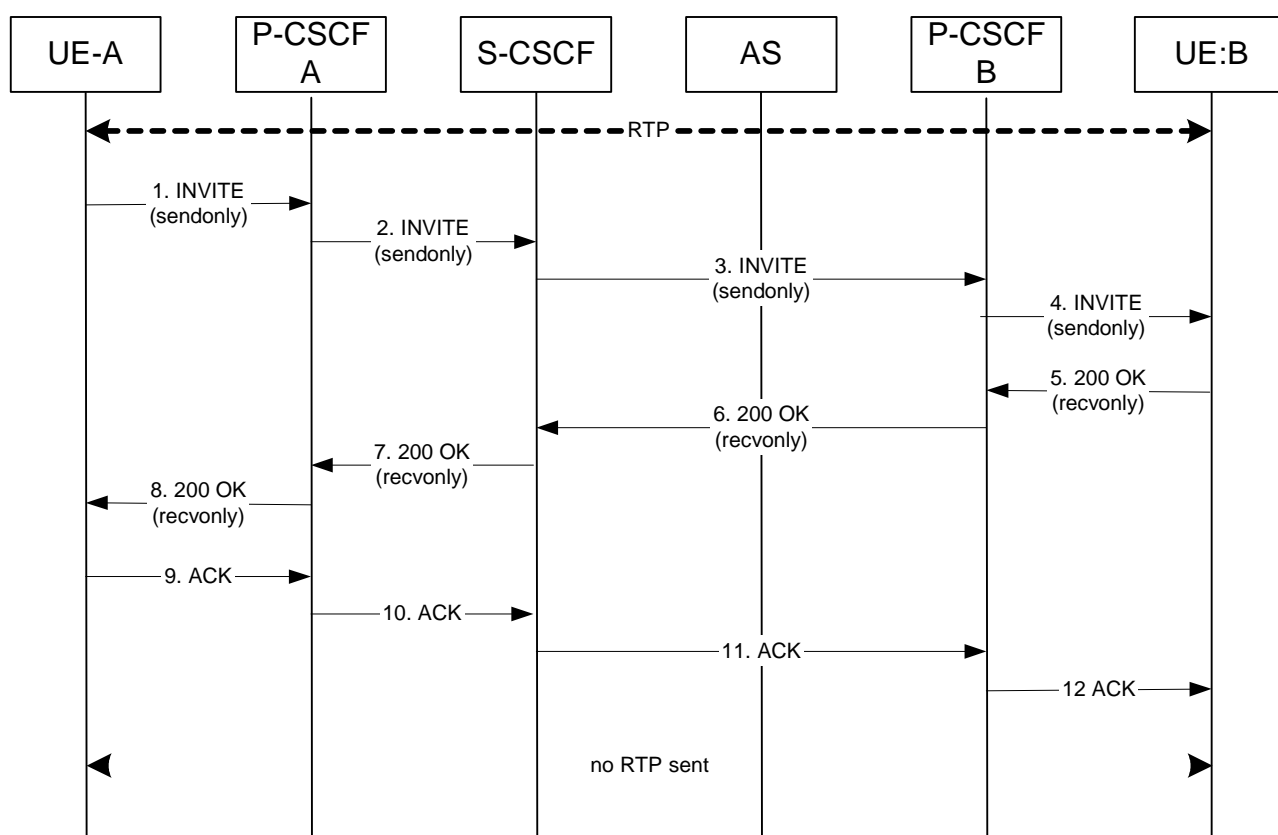 UE-A
P-CSCF
A
S-CSCF
AS
P-CSCF
B
UE:B
RTP
1. INVITE
(sendonly)
2. INVITE
(sendonly)
3. INVITE
(sendonly)
4. INVITE
(sendonly)
5. 200 OK
(recvonly)
6. 200 OK
(recvonly)
7. 200 OK
(recvonly)
8. 200 OK
(recvonly)
9. ACK
10. ACK
11. ACK
12 ACK
no RTP sent